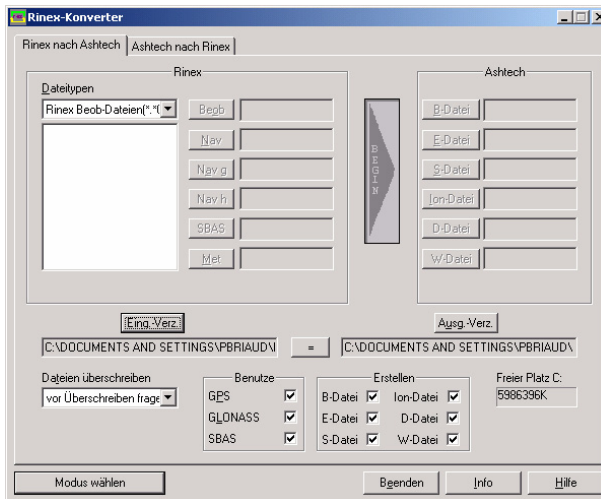 Rinex-Konverter
Rinex nach Ashtech
Ashtech nach Rinex
Rinex
Dateitypen
Rinex Beob-Dateien(*.*
Beob
Nav
Nav g
Nav h
SBAS
Met
BEGIN
Ashtech
B-Datei
E-Datei
S-Datei
Ion-Datei
D-Datei
W-Datei
Eing.-Verz.
C:\DOCUMENTS AND SETTINGS\PBRIAUD\
=
Ausg.-Verz.
C:\DOCUMENTS AND SETTINGS\PBRIAUD\
Dateien überschreiben
vor Überschreiben frage
Benutze
GPS
GLONASS
SBAS
Erstellen
B-Datei
Ion-Datei
E-Datei
D-Datei
S-Datei
W-Datei
Freier Platz C:
5986396K
Modus wählen
Beenden
Info
Hilfe